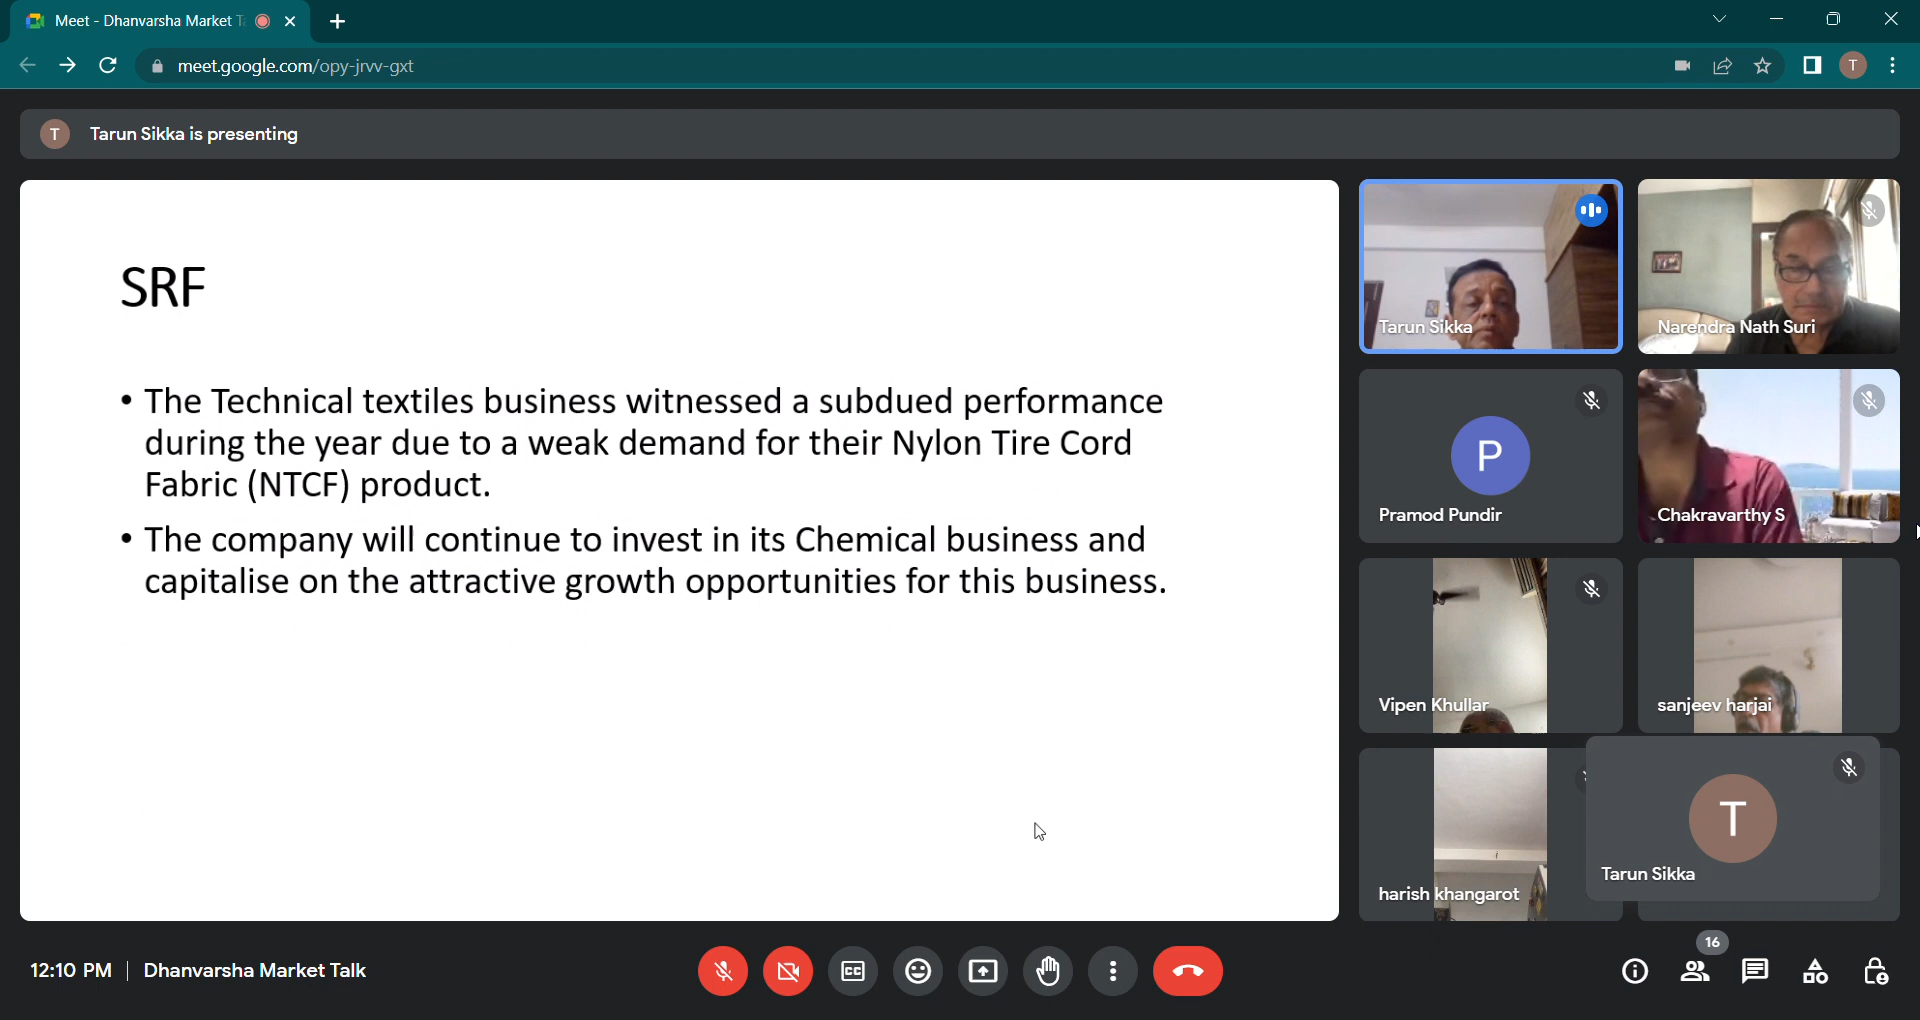 Meet - Dhanvarsha Market T
meet.google.com/opy-jrvv-gxt
T
T
Tarun Sikka is presenting
SRF
• The Technical textiles business witnessed a subdued performance
during the year due to a weak demand for their Nylon Tire Cord
Fabric (NTCF) product.
• The company will continue to invest in its Chemical business and
capitalise on the attractive growth opportunities for this business.
Tarun Sikka
Narendra Nath Suri
P
Pramod Pundir
Chakravarthy S
Vipen Khullar
sanjeev harjai
harish khangarot
T
Tarun Sikka
12:10 PM | Dhanvarsha Market Talk
CC
16